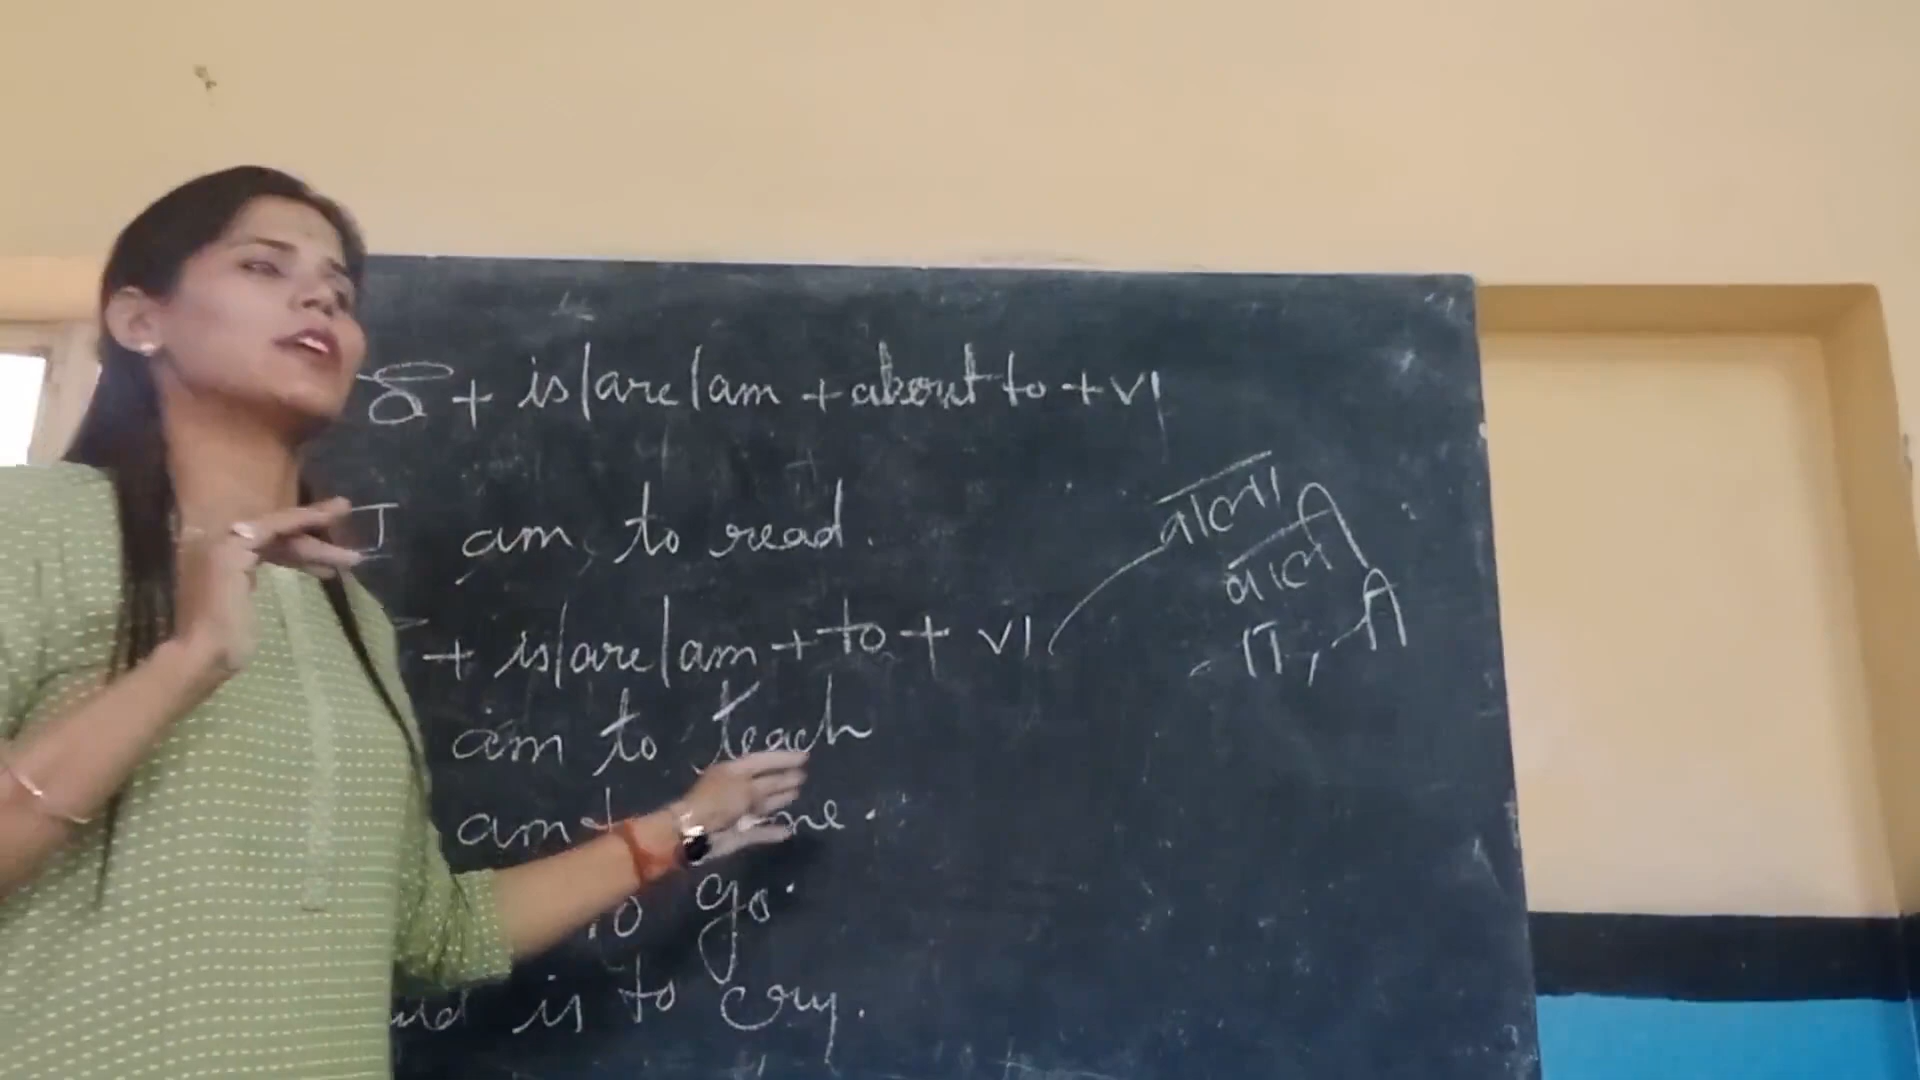 S + is/are/am + about to + v1
I am to read.
+ is/are/am + to + v1
वाला
वाली
am to teach
am
go.
is to cry.